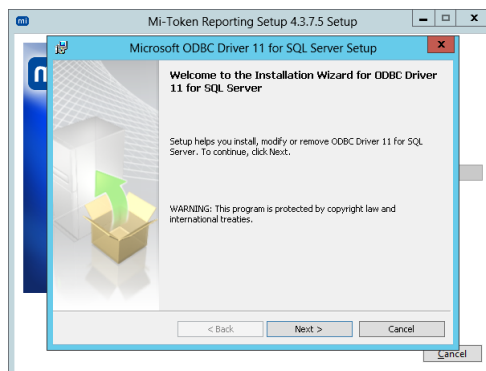 mi
Mi-Token Reporting Setup 4.3.7.5 Setup
Microsoft ODBC Driver 11 for SQL Server Setup
Welcome to the Installation Wizard for ODBC Driver
11 for SQL Server
Setup helps you install, modify or remove ODBC Driver 11 for SQL
Server. To continue, click Next.
WARNING: This program is protected by copyright law and
international treaties.
< Back
Next >
Cancel
Cancel